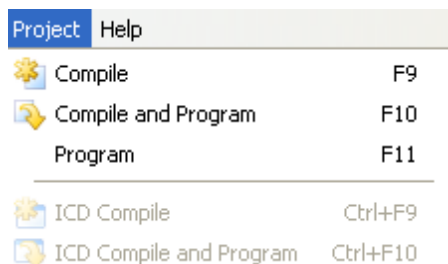 Project Help
Compile F9
Compile and Program F10
Program F11
ICD Compile Ctrl+F9
ICD Compile and Program Ctrl+F10